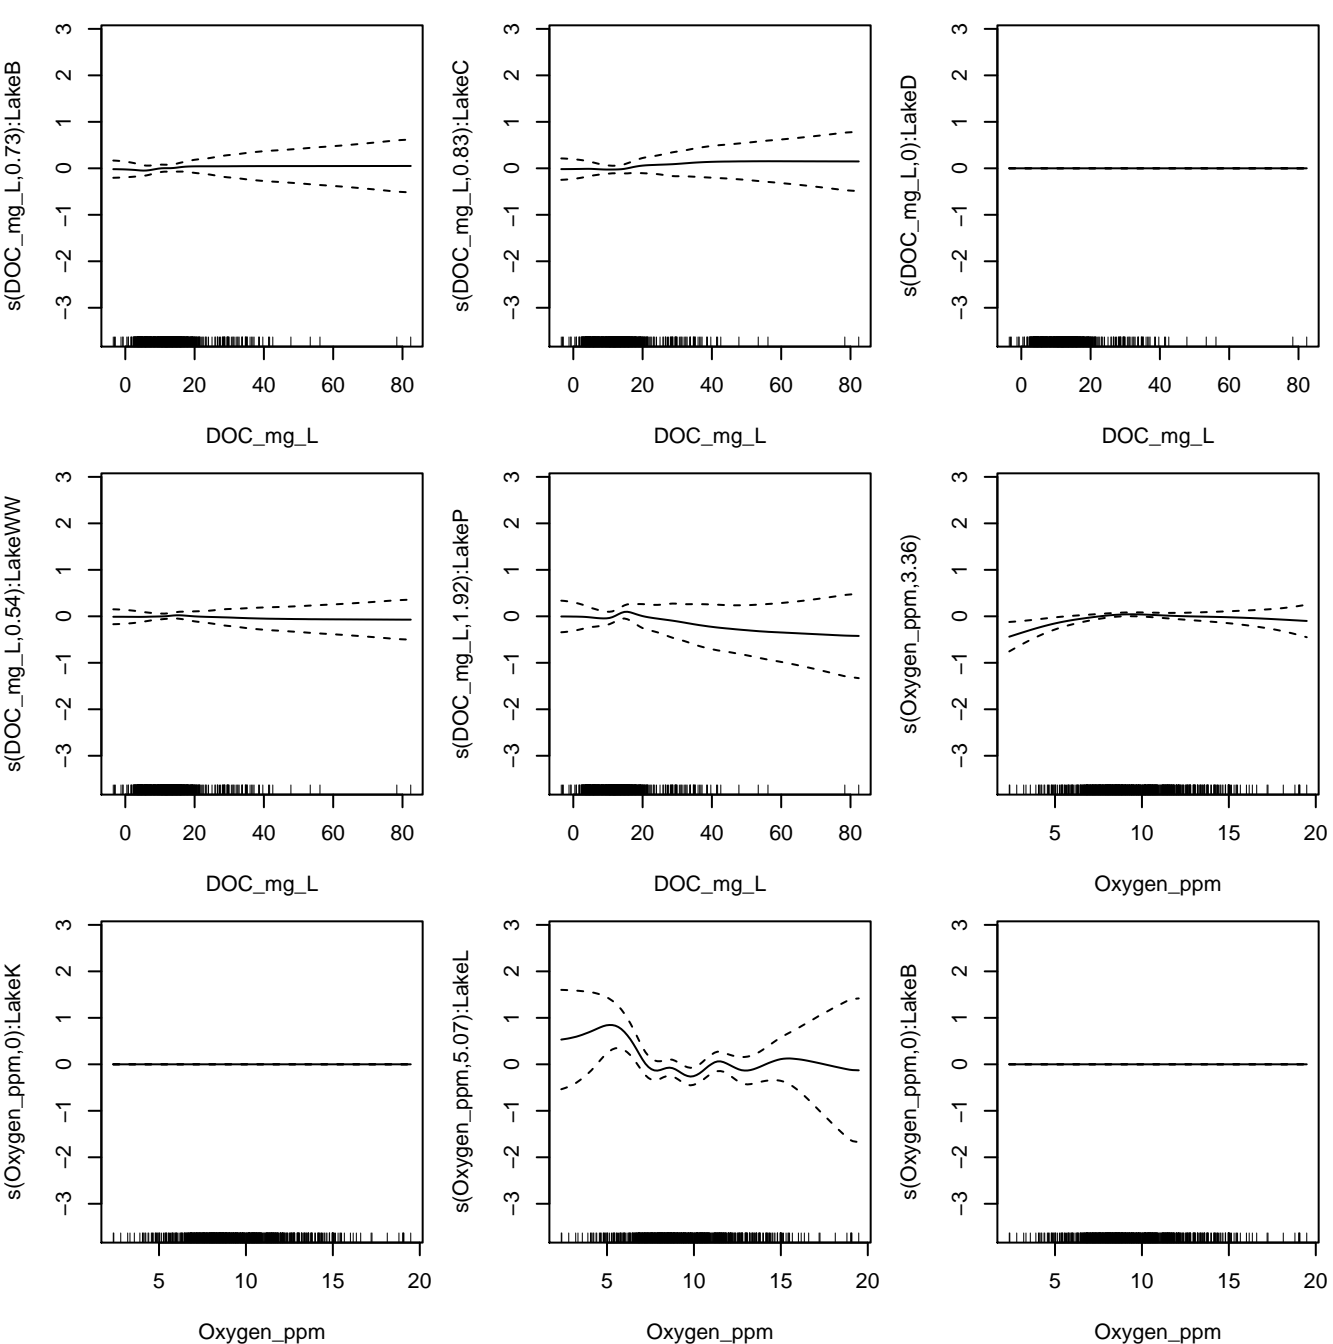 s(DOC_mg_L,0.73):LakeB
3
2
1
0
−1
−2
−3
0 20 40 60 80
DOC_mg_L
s(DOC_mg_L,0.83):LakeC
3
2
1
0
−1
−2
−3
0 20 40 60 80
DOC_mg_L
s(DOC_mg_L,0):LakeD
3
2
1
0
−1
−2
−3
0 20 40 60 80
DOC_mg_L
s(DOC_mg_L,0.54):LakeWW
3
2
1
0
−1
−2
−3
0 20 40 60 80
DOC_mg_L
s(DOC_mg_L,1.92):LakeP
3
2
1
0
−1
−2
−3
0 20 40 60 80
DOC_mg_L
s(Oxygen_ppm,3.36)
3
2
1
0
−1
−2
−3
5 10 15 20
Oxygen_ppm
s(Oxygen_ppm,0):LakeK
3
2
1
0
−1
−2
−3
5 10 15 20
Oxygen_ppm
s(Oxygen_ppm,5.07):LakeL
3
2
1
0
−1
−2
−3
5 10 15 20
Oxygen_ppm
s(Oxygen_ppm,0):LakeB
3
2
1
0
−1
−2
−3
5 10 15 20
Oxygen_ppm